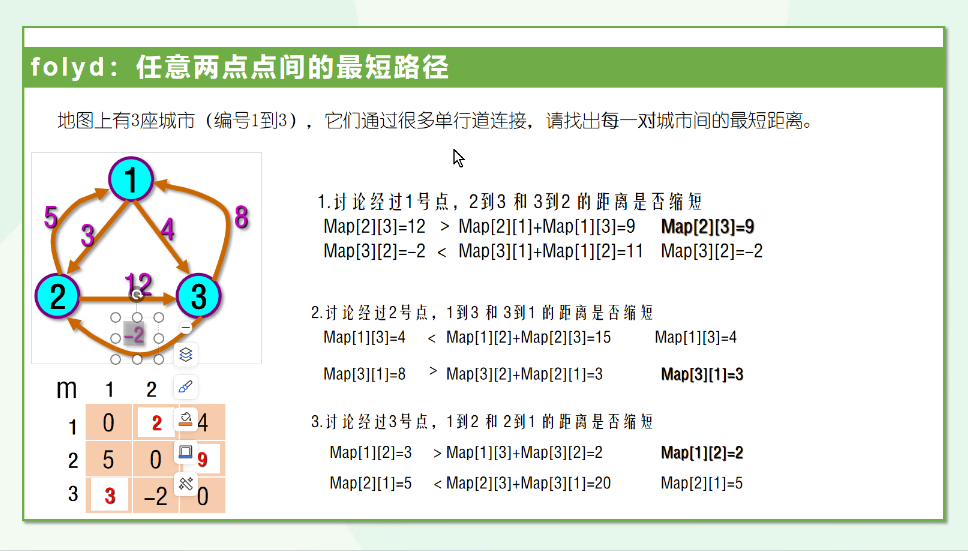 folyd：任意两点点间的最短路径
地图上有3座城市（编号1到3），它们通过很多单行道连接，请找出每一对城市间的最短距离。
1
5
3
4
8
12
2
3
-2
m 1 2
1 0 2 4
2 5 0 9
3 3 -2 0
1.讨论经过1号点，2到3 和 3到2 的距离是否缩短
Map[2][3]=12 > Map[2][1]+Map[1][3]=9 Map[2][3]=9
Map[3][2]=-2 < Map[3][1]+Map[1][2]=11 Map[3][2]=-2
2.讨论经过2号点，1到3 和 3到1 的距离是否缩短
Map[1][3]=4 < Map[1][2]+Map[2][3]=15 Map[1][3]=4
Map[3][1]=8 > Map[3][2]+Map[2][1]=3 Map[3][1]=3
3.讨论经过3号点，1到2 和 2到1 的距离是否缩短
Map[1][2]=3 > Map[1][3]+Map[3][2]=2 Map[1][2]=2
Map[2][1]=5 < Map[2][3]+Map[3][1]=20 Map[2][1]=5